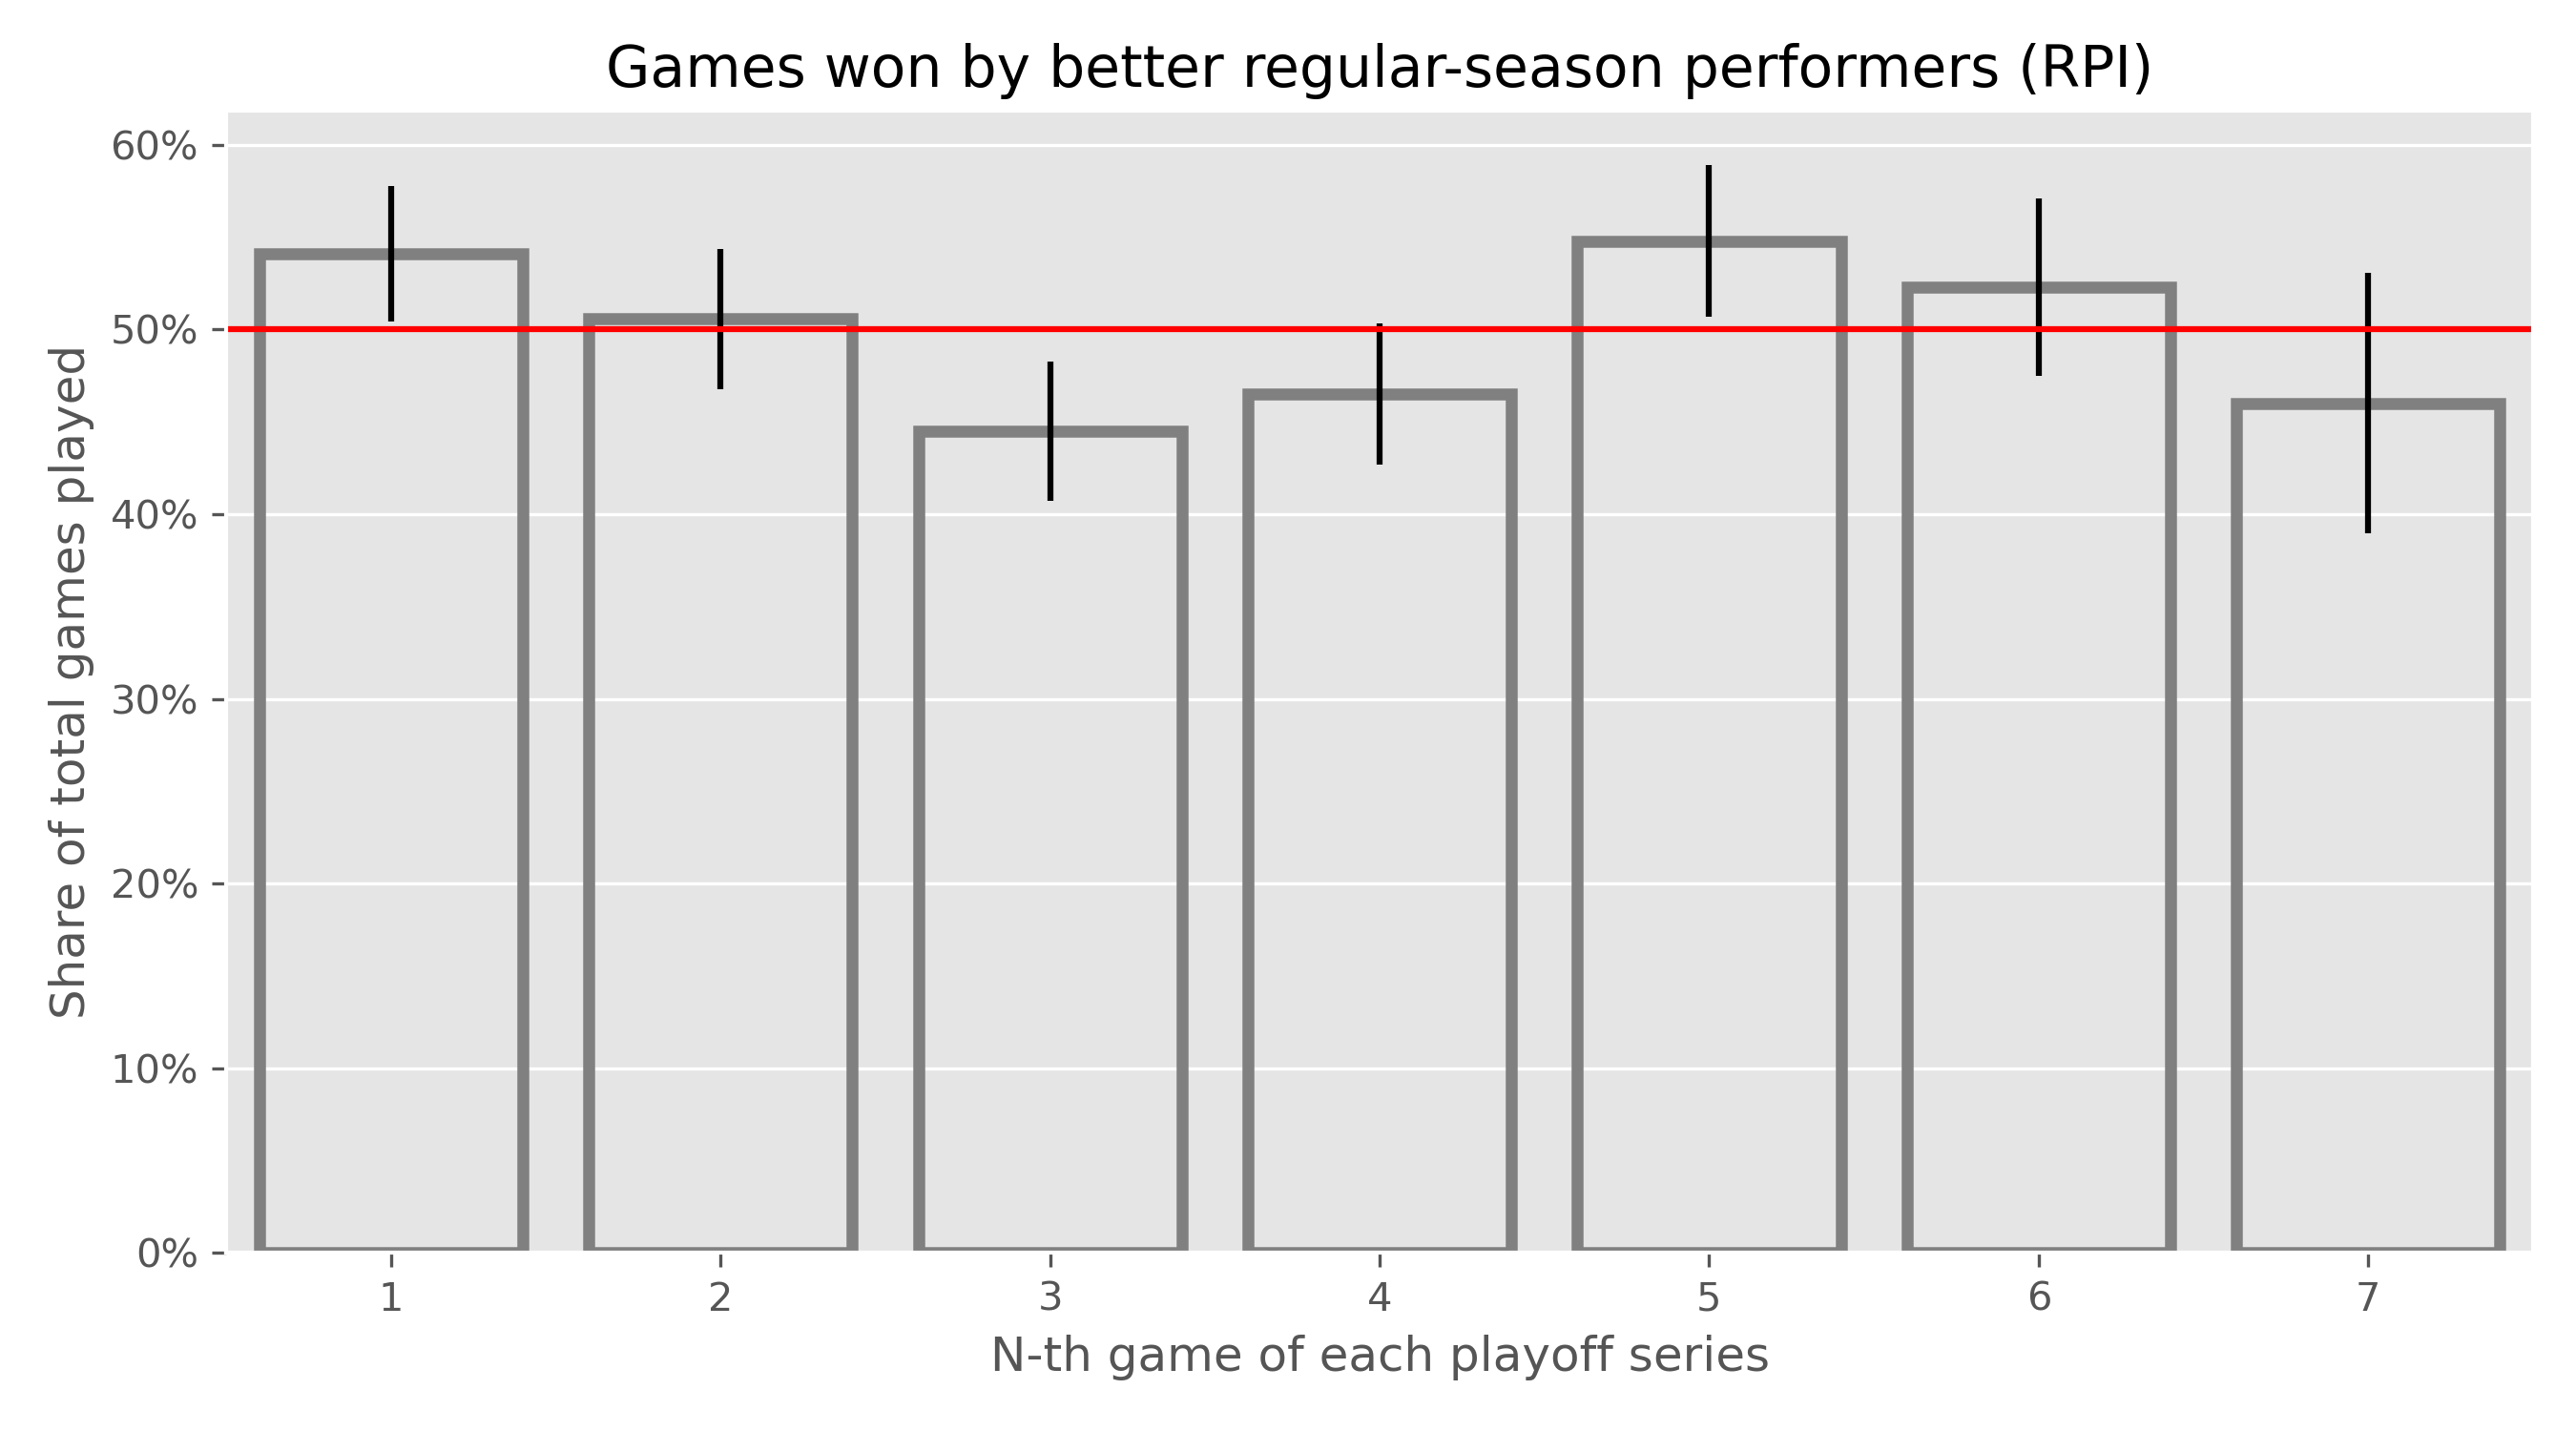 Games won by better regular-season performers (RPI)
Share of total games played
60%
50%
40%
30%
20%
10%
0%
1 2 3 4 5 6 7
N-th game of each playoff series